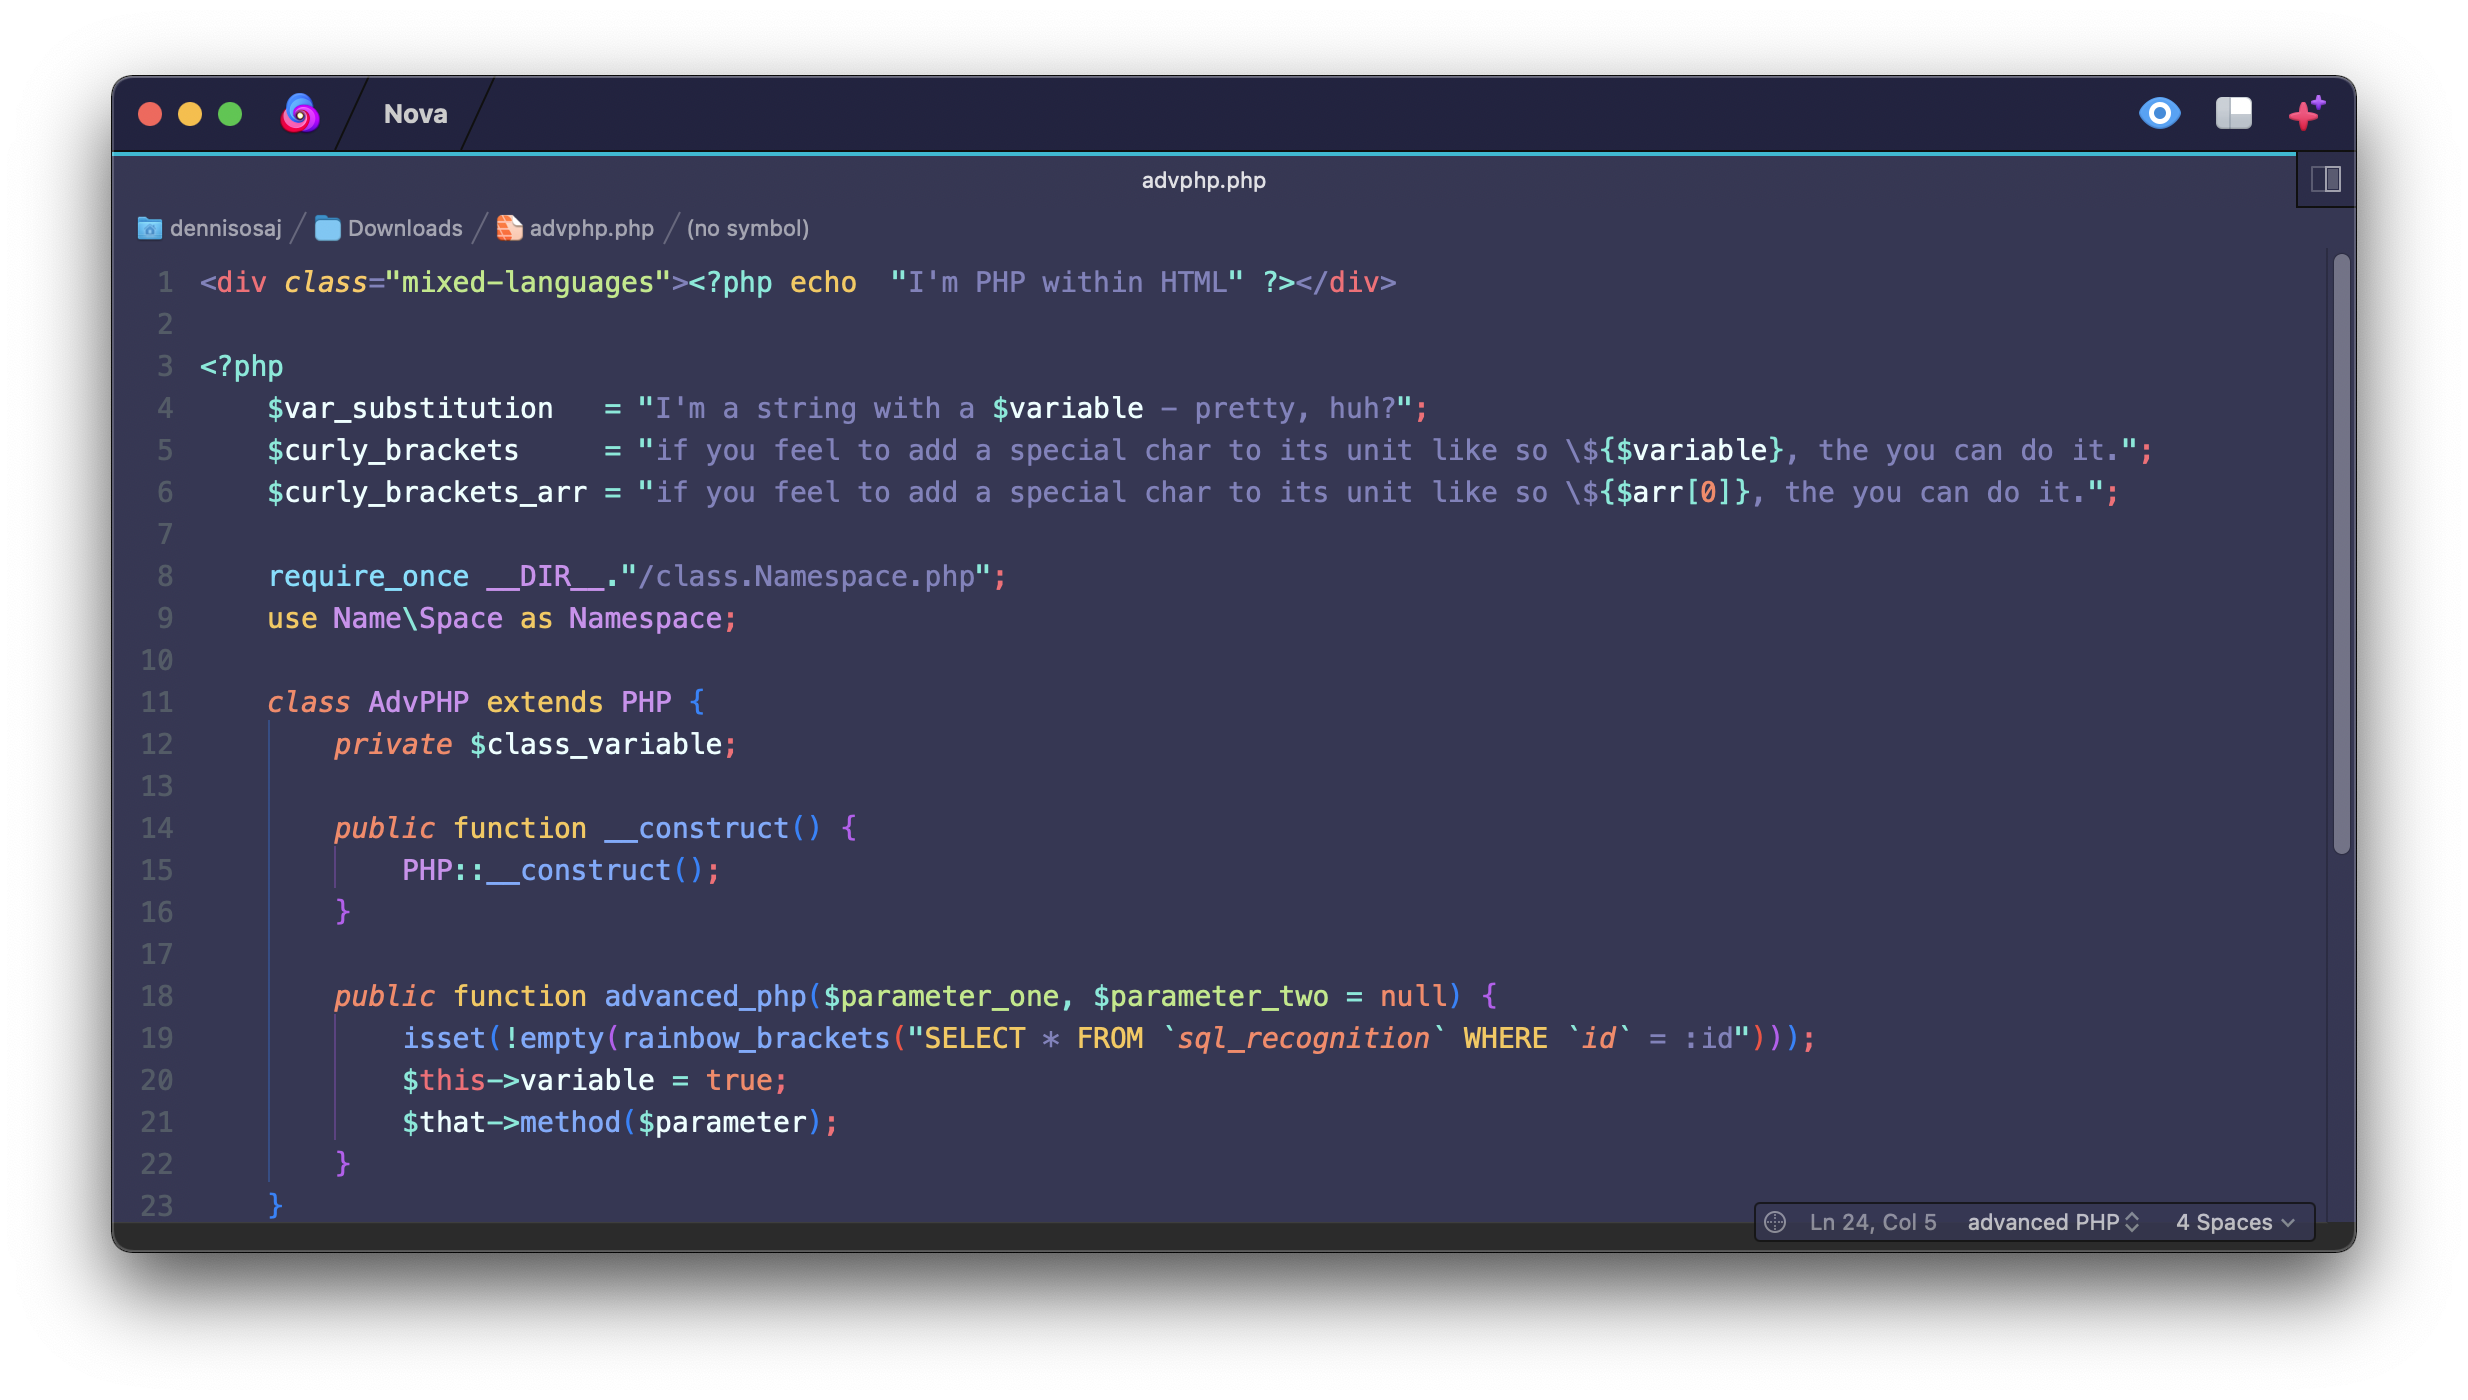 Nova
advphp.php
dennisosaj / Downloads / advphp.php / (no symbol)
1 <div class="mixed-languages"><?php echo  "I'm PHP within HTML" ?></div>
2
3 <?php
4     $var_substitution   = "I'm a string with a $variable - pretty, huh?";
5     $curly_brackets     = "if you feel to add a special char to its unit like so \${$variable}, the you can do it.";
6     $curly_brackets_arr = "if you feel to add a special char to its unit like so \${$arr[0]}, the you can do it.";
7
8     require_once __DIR__."/class.Namespace.php";
9     use Name\Space as Namespace;
10
11     class AdvPHP extends PHP {
12         private $class_variable;
13
14         public function __construct() {
15             PHP::__construct();
16         }
17
18         public function advanced_php($parameter_one, $parameter_two = null) {
19             isset(!empty(rainbow_brackets("SELECT * FROM `sql_recognition` WHERE `id` = :id")));
20             $this->variable = true;
21             $that->method($parameter);
22         }
23     }
Ln 24, Col 5 advanced PHP 4 Spaces